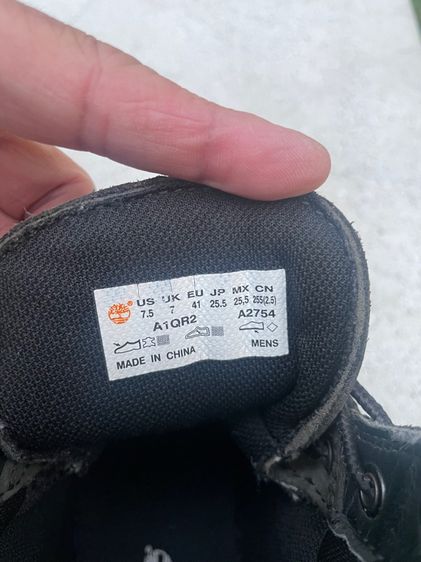 US UK EU JP MX CN
7.5 7 41 25.5 25,5 255(2.5)
A1QR2 A2754
MADE IN CHINA MENS